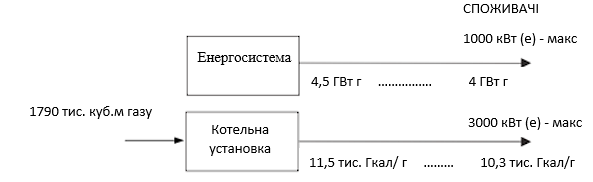 СПОЖИВАЧІ
1000 кВт (е) - макс
Енергосистема
4,5 ГВт г ................ 4 ГВт г
1790 тис. куб.м газу
3000 кВт (е) - макс
Котельна
установка
11,5 тис. Гкал/ г ......... 10,3 тис. Гкал/г